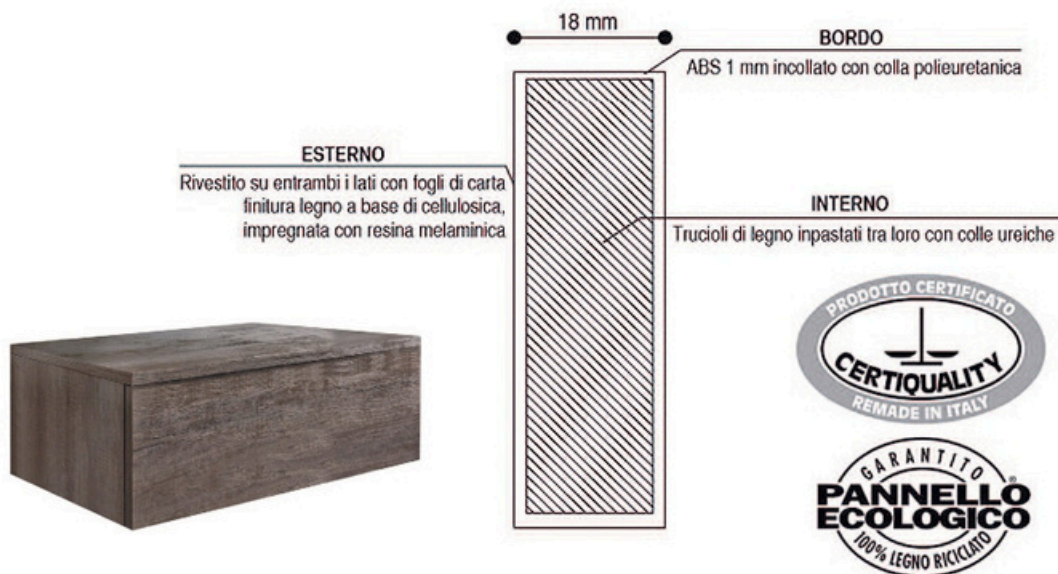 18 mm
BORDO
ABS 1 mm incollato con colla polieuretanica
ESTERNO
Rivestito su entrambi i lati con fogli di carta
finitura legno a base di cellulosica,
impregnata con resina melaminica
INTERNO
Trucioli di legno inpastati tra loro con colle ureiche
PRODOTTO CERTIFICATO
CERTIQUALITY
REMADE IN ITALY
GARANTITO
PANNELLO
ECOLOGICO
®
100% LEGNO RICICLATO